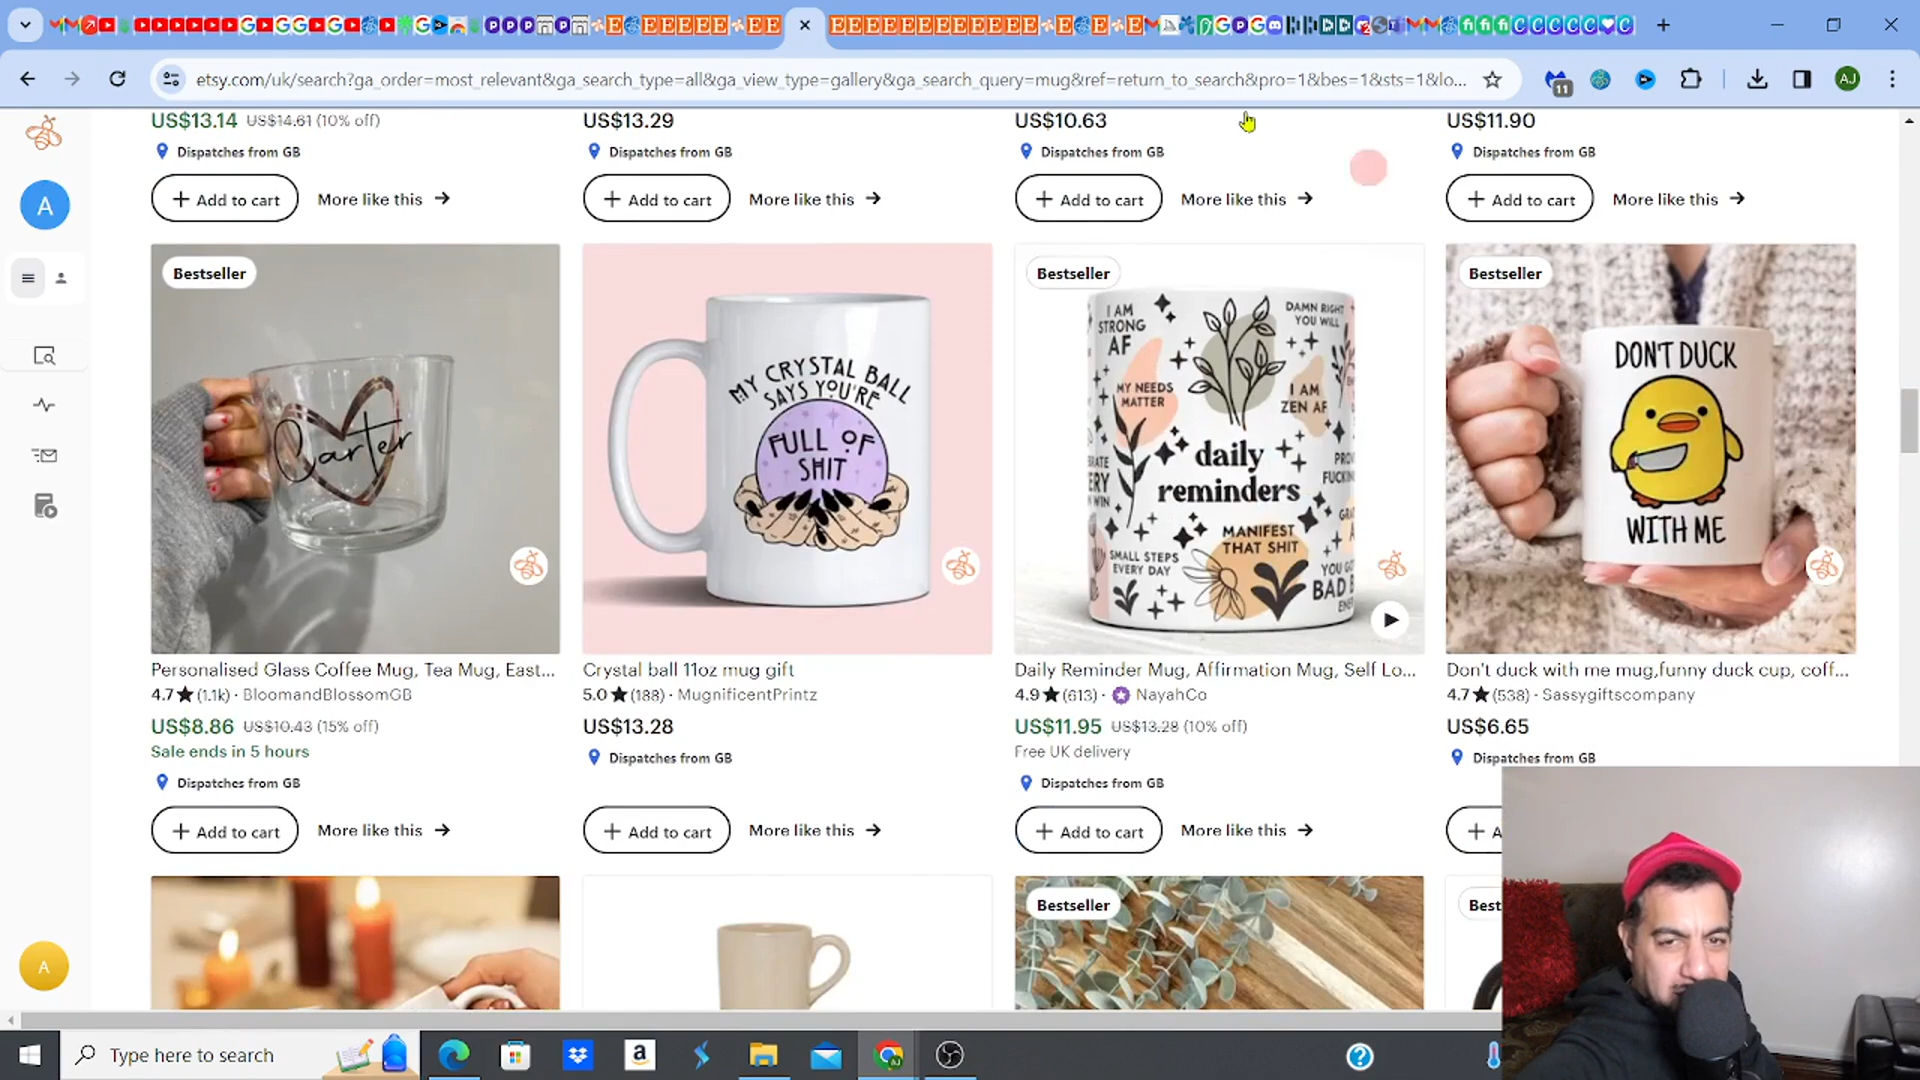 etsy.com/uk/search?ga_order=most_relevant&ga_search_type=all&ga_view_type=gallery&ga_search_query=mug&ref=return_to_search&pro=1&bes=1&sts=1&lo...
11
AJ
US$13.14 US$14.61 (10% off)
US$13.29
US$10.63
US$11.90
Dispatches from GB
Dispatches from GB
Dispatches from GB
Dispatches from GB
+ Add to cart More like this →
+ Add to cart More like this →
+ Add to cart More like this →
+ Add to cart More like this →
A
Bestseller
Carter
MY CRYSTAL BALL
SAYS YOU'RE
FULL OF
SHIT
Bestseller
I AM
STRONG
AF
DAMN RIGHT
YOU WILL
MY NEEDS
MATTER
I AM
ZEN AF
daily
reminders
MANIFEST
THAT SHIT
SMALL STEPS
EVERY DAY
BAD
Bestseller
DON'T DUCK
WITH ME
Personalised Glass Coffee Mug, Tea Mug, East...
4.7★(1.1k) · BloomandBlossomGB
US$8.86 US$10.43 (15% off)
Sale ends in 5 hours
Dispatches from GB
+ Add to cart More like this →
Crystal ball 11oz mug gift
5.0★(188) · MugnificentPrintz
US$13.28
Dispatches from GB
+ Add to cart More like this →
Daily Reminder Mug, Affirmation Mug, Self Lo...
4.9★(613) · NayahCo
US$11.95 US$13.28 (10% off)
Free UK delivery
Dispatches from GB
+ Add to cart More like this →
Don't duck with me mug,funny duck cup, coff...
4.7★(538) · Sassygiftscompany
US$6.65
Dispatches from GB
+ A
Bestseller
Best
A
Type here to search